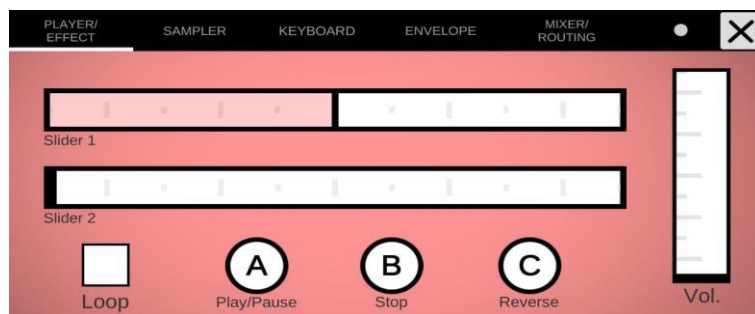 PLAYER/
EFFECT
SAMPLER
KEYBOARD
ENVELOPE
MIXER/
ROUTING
Slider 1
Slider 2
A
B
C
Loop
Play/Pause
Stop
Reverse
Vol.